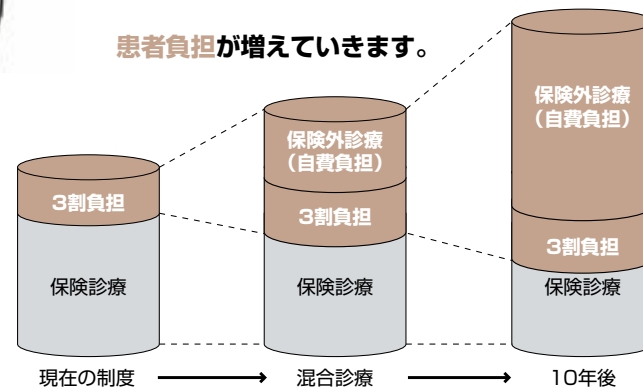 患者負担が増えていきます。
3割負担
保険診療
現在の制度
保険外診療
（自費負担）
3割負担
保険診療
混合診療
保険外診療
（自費負担）
3割負担
保険診療
10年後